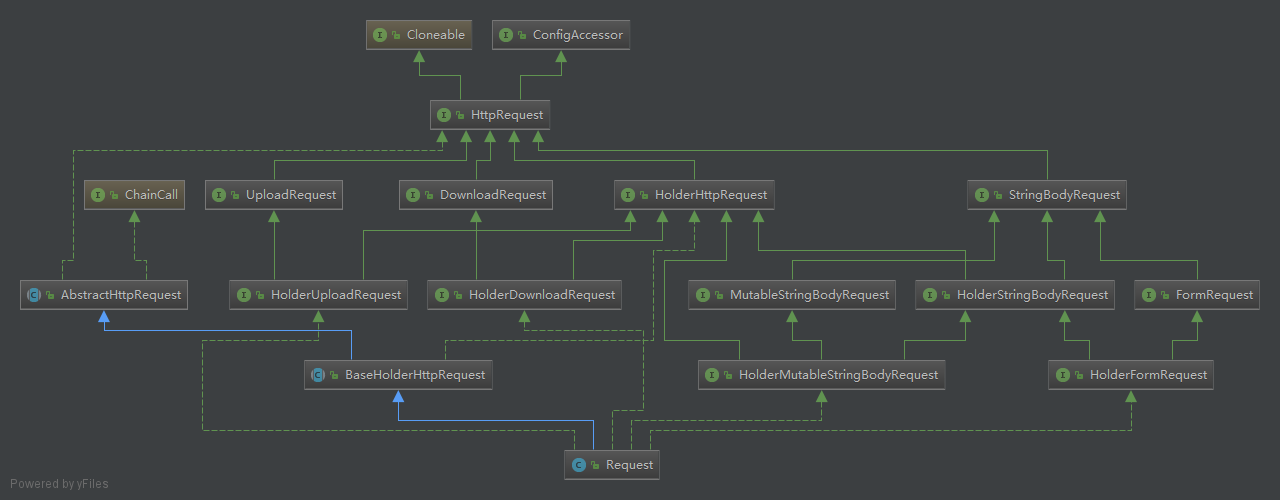 Cloneable
ConfigAccessor
HttpRequest
ChainCall
UploadRequest
DownloadRequest
HolderHttpRequest
StringBodyRequest
AbstractHttpRequest
HolderUploadRequest
HolderDownloadRequest
MutableStringBodyRequest
HolderStringBodyRequest
FormRequest
BaseHolderHttpRequest
HolderMutableStringBodyRequest
HolderFormRequest
Request
Powered by yFiles